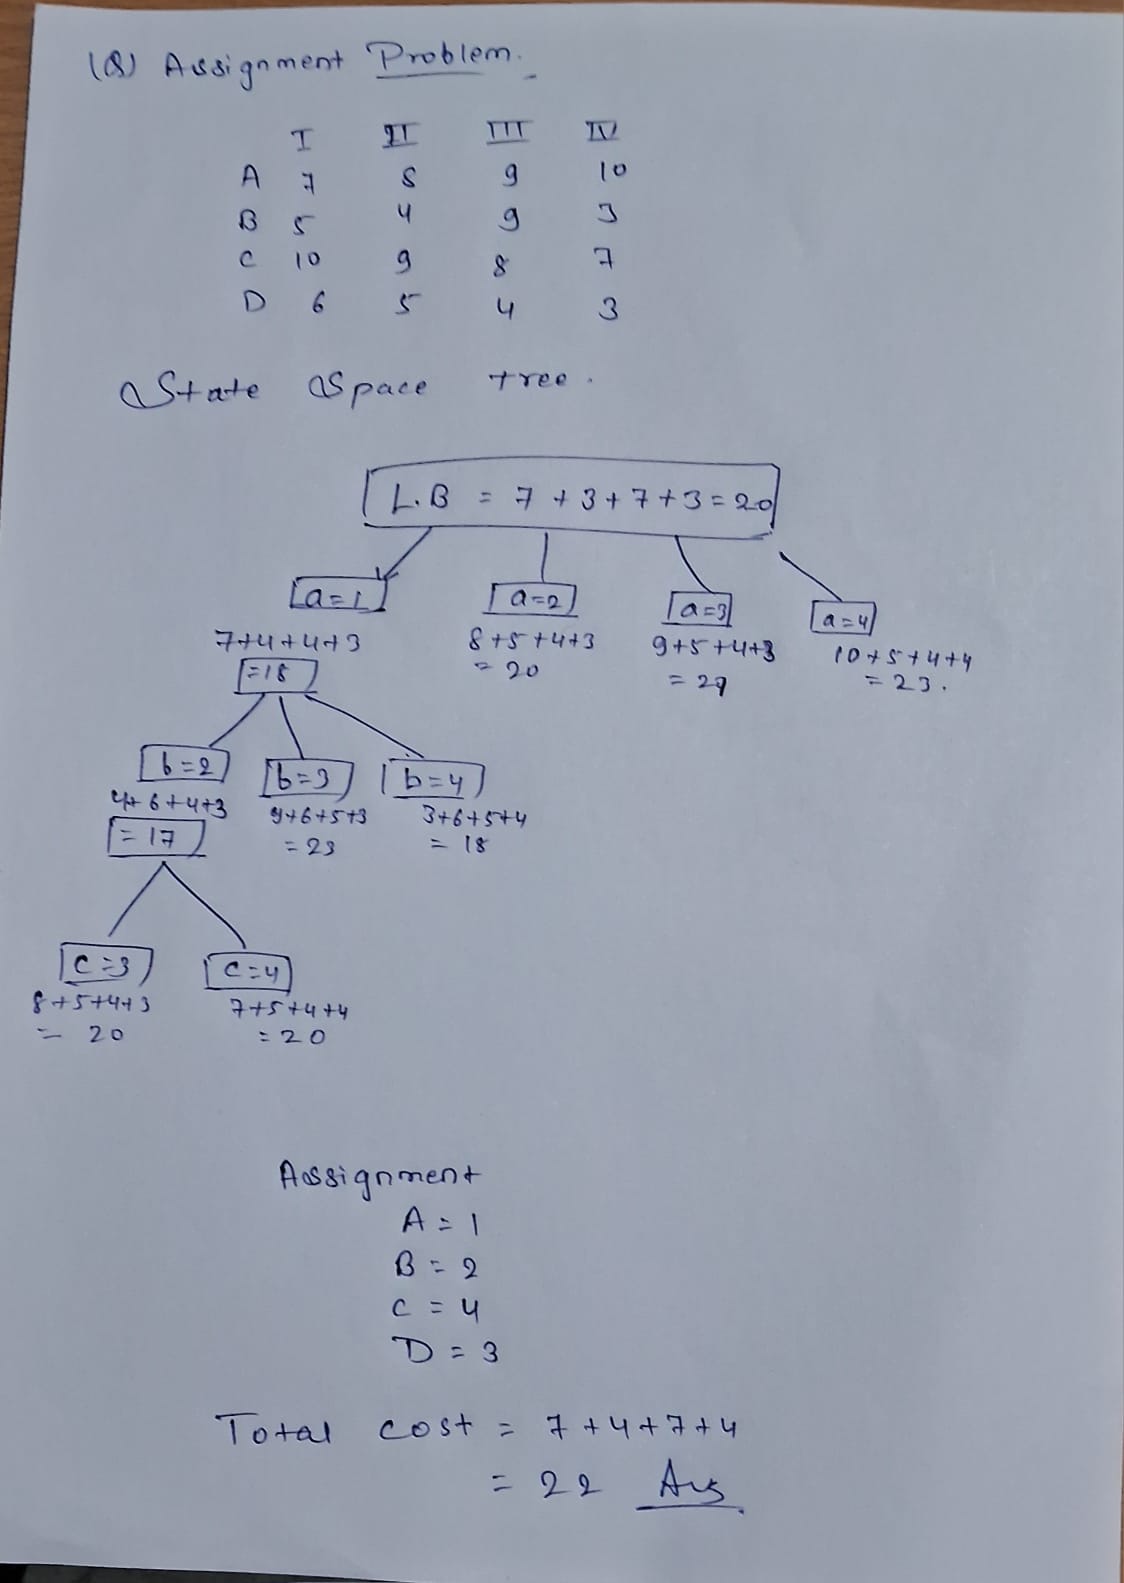 (Q) Assignment Problem.
I II III IV
A 7 8 9 10
B 5 4 9 3
C 10 9 8 7
D 6 5 4 3
State Space tree.
L.B = 7+3+7+3=20
a=1 a=2 a=3 a=4
7+4+4+3 8+5+4+3 9+5+4+3 10+5+4+4
=18 = 20 = 21 = 23.
b=2 b=3 b=4
4+6+4+3 9+6+5+3 3+6+5+4
= 17 = 23 = 18
c=3 c=4
8+5+4+3 7+5+4+4
= 20 = 20
Assignment
A = 1
B = 2
C = 4
D = 3
Total cost = 7+4+7+4
= 22 Ans.